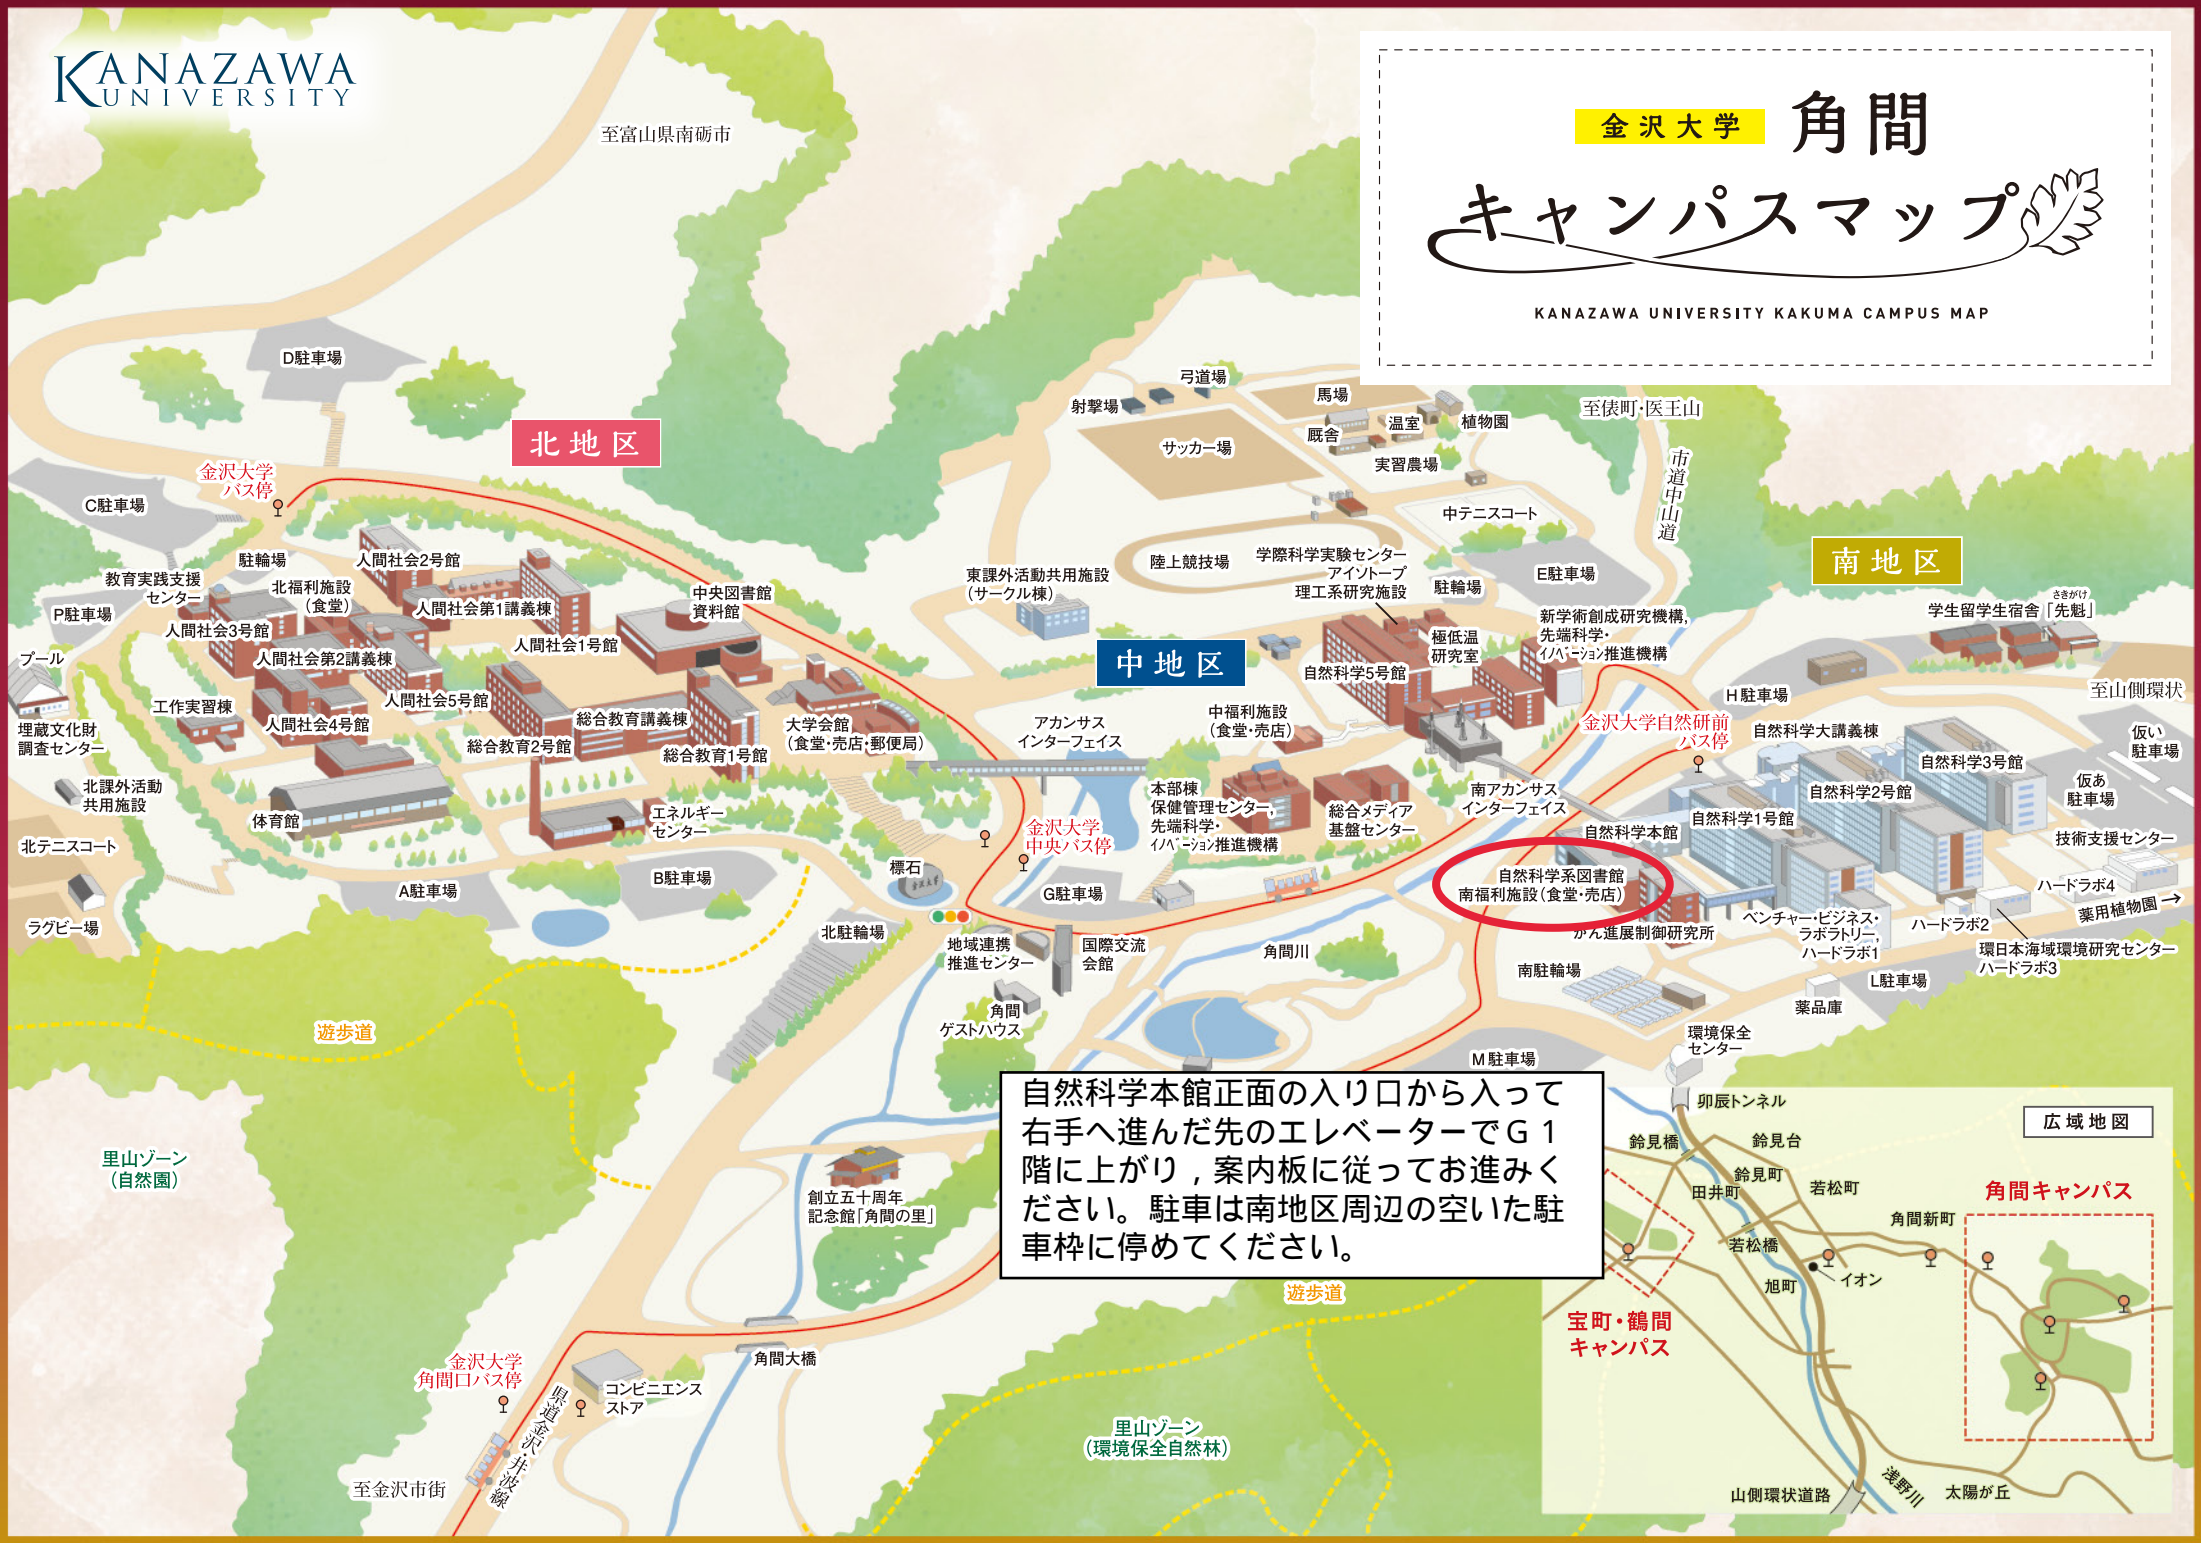 KANAZAWA
UNIVERSITY
金沢大学 角間
キャンパスマップ
KANAZAWA UNIVERSITY KAKUMA CAMPUS MAP
至富山県南砺市
D駐車場
北地区
金沢大学
バス停
C駐車場
駐輪場
教育実践支援
センター
P駐車場
北福利施設
(食堂)
人間社会2号館
人間社会第1講義棟
人間社会3号館
人間社会1号館
中央図書館
資料館
プール
人間社会第2講義棟
人間社会5号館
工作実習棟
人間社会4号館
総合教育講義棟
総合教育2号館
総合教育1号館
大学会館
(食堂・売店・郵便局)
埋蔵文化財
調査センター
北課外活動
共用施設
体育館
エネルギー
センター
北テニスコート
A駐車場
B駐車場
標石
金沢大学
ラグビー場
北駐輪場
遊歩道
里山ゾーン
(自然園)
弓道場
射撃場
馬場
サッカー場
厩舎
温室
植物園
実習農場
至俵町・医王山
市道中山道
中テニスコート
陸上競技場
学際科学実験センター
アイソトープ
理工系研究施設
駐輪場
E駐車場
東課外活動共用施設
(サークル棟)
中地区
新学術創成研究機構,
先端科学・
イノベーション推進機構
極低温
研究室
自然科学5号館
中福利施設
(食堂・売店)
アカンサス
インターフェイス
本部棟
保健管理センター,
先端科学・
イノベーション推進機構
総合メディア
基盤センター
南アカンサス
インターフェイス
金沢大学
中央バス停
G駐車場
地域連携
推進センター
国際交流
会館
角間
ゲストハウス
角間川
南地区
学生留学生宿舎「先魁」
さきがけ
H駐車場
至山側環状
金沢大学自然研前
バス停
自然科学大講義棟
自然科学3号館
自然科学2号館
自然科学1号館
自然科学本館
仮い
駐車場
仮あ
駐車場
技術支援センター
自然科学系図書館
南福利施設(食堂・売店)
がん進展制御研究所
ハードラボ4
薬用植物園→
ベンチャー・ビジネス・
ラボラトリー,
ハードラボ1
ハードラボ2
環日本海域環境研究センター
ハードラボ3
南駐輪場
L駐車場
薬品庫
環境保全
センター
M駐車場
自然科学本館正面の入り口から入って
右手へ進んだ先のエレベーターでG1
階に上がり,案内板に従ってお進みく
ださい。駐車は南地区周辺の空いた駐
車枠に停めてください。
創立五十周年
記念館「角間の里」
角間大橋
金沢大学
角間口バス停
コンビニエンス
ストア
県道金沢・井波線
至金沢市街
遊歩道
里山ゾーン
(環境保全自然林)
広域地図
卯辰トンネル
鈴見橋
鈴見台
鈴見町
田井町
若松町
角間キャンパス
角間新町
若松橋
旭町
イオン
宝町・鶴間
キャンパス
浅野川
山側環状道路
太陽が丘